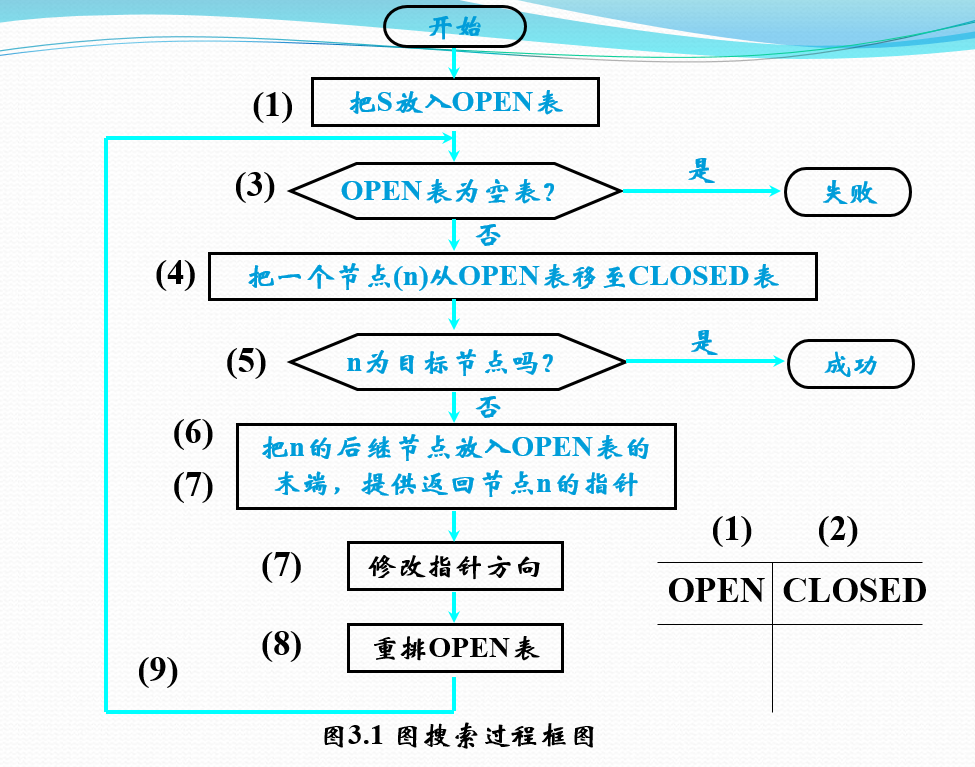 开始
(1)
把S放入OPEN表
(3)
OPEN表为空表?
是
失败
否
(4)
把一个节点(n)从OPEN表移至CLOSED表
(5)
n为目标节点吗?
是
成功
否
(6)
(7)
把n的后继节点放入OPEN表的
末端，提供返回节点n的指针
(7)
修改指针方向
(8)
重排OPEN表
(9)
(1)
(2)
OPEN
CLOSED
图3.1 图搜索过程框图